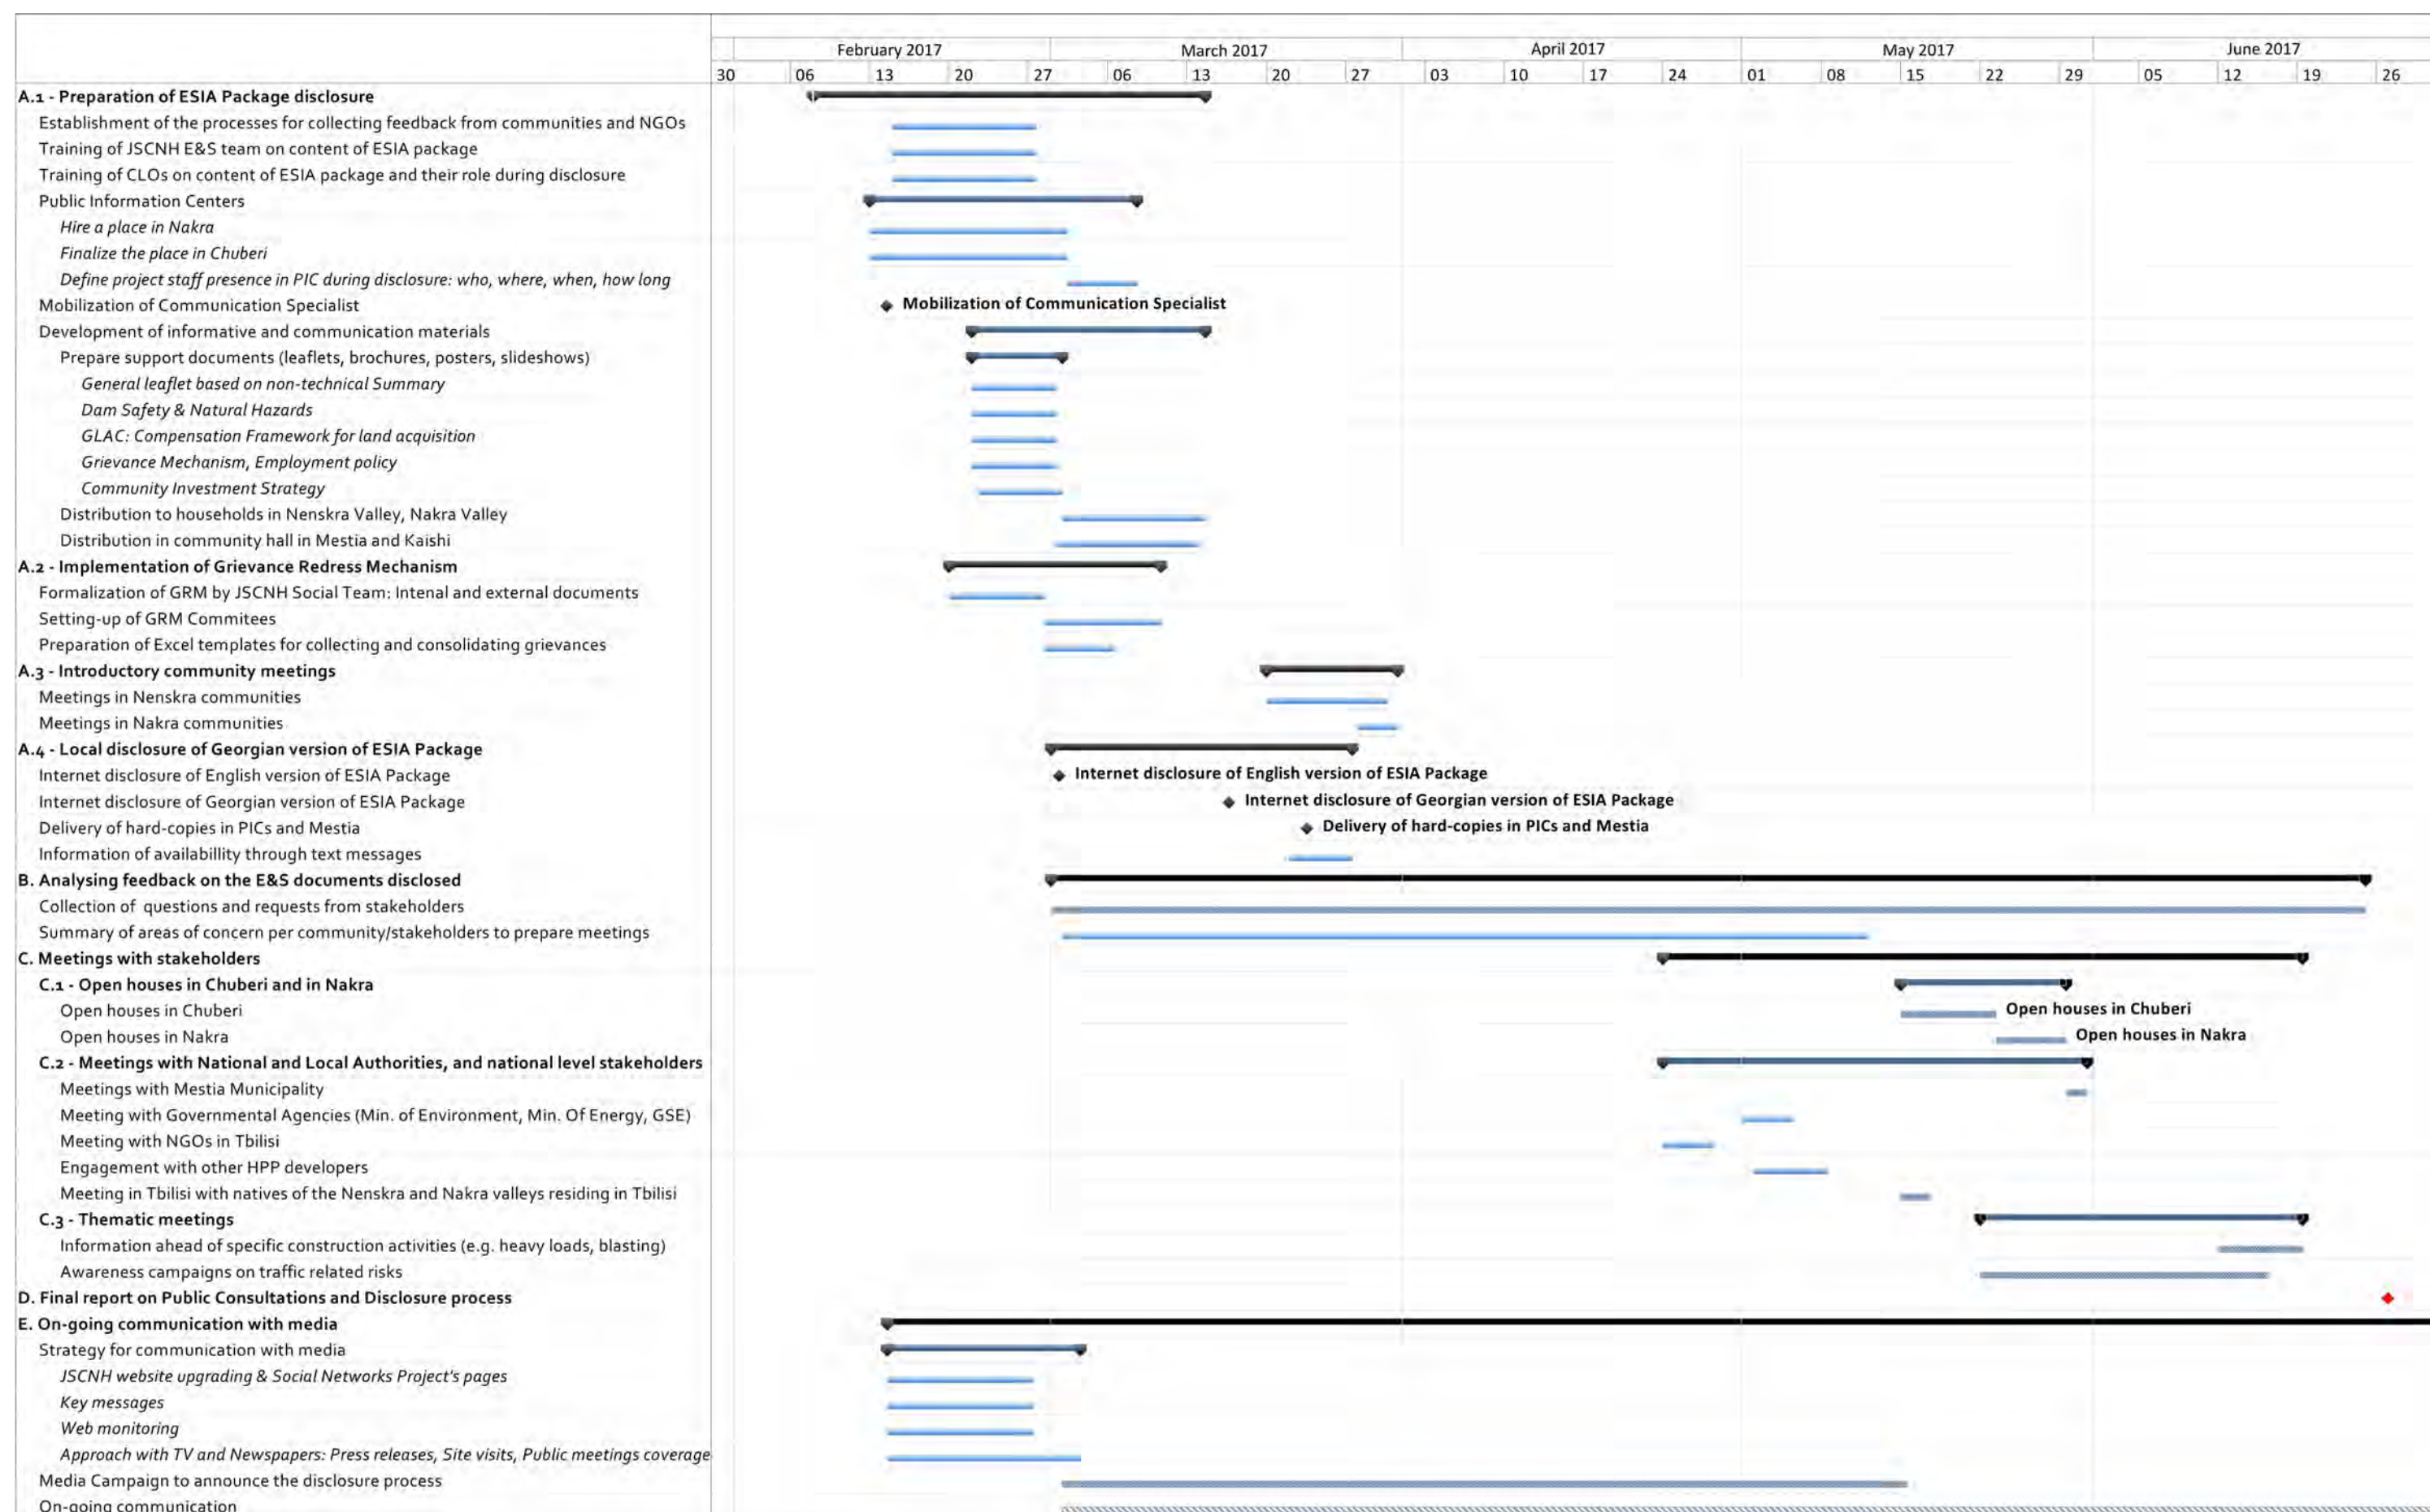 February 2017 March 2017 April 2017 May 2017 June 2017
30 06 13 20 27 06 13 20 27 03 10 17 24 01 08 15 22 29 05 12 19 26
A.1 - Preparation of ESIA Package disclosure
Establishment of the processes for collecting feedback from communities and NGOs
Training of JSCNH E&S team on content of ESIA package
Training of CLOs on content of ESIA package and their role during disclosure
Public Information Centers
Hire a place in Nakra
Finalize the place in Chuberi
Define project staff presence in PIC during disclosure: who, where, when, how long
Mobilization of Communication Specialist Mobilization of Communication Specialist
Development of informative and communication materials
Prepare support documents (leaflets, brochures, posters, slideshows)
General leaflet based on non-technical Summary
Dam Safety & Natural Hazards
GLAC: Compensation Framework for land acquisition
Grievance Mechanism, Employment policy
Community Investment Strategy
Distribution to households in Nenskra Valley, Nakra Valley
Distribution in community hall in Mestia and Kaishi
A.2 - Implementation of Grievance Redress Mechanism
Formalization of GRM by JSCNH Social Team: Intenal and external documents
Setting-up of GRM Commitees
Preparation of Excel templates for collecting and consolidating grievances
A.3 - Introductory community meetings
Meetings in Nenskra communities
Meetings in Nakra communities
A.4 - Local disclosure of Georgian version of ESIA Package
Internet disclosure of English version of ESIA Package Internet disclosure of English version of ESIA Package
Internet disclosure of Georgian version of ESIA Package Internet disclosure of Georgian version of ESIA Package
Delivery of hard-copies in PICs and Mestia Delivery of hard-copies in PICs and Mestia
Information of availabillity through text messages
B. Analysing feedback on the E&S documents disclosed
Collection of questions and requests from stakeholders
Summary of areas of concern per community/stakeholders to prepare meetings
C. Meetings with stakeholders
C.1 - Open houses in Chuberi and in Nakra
Open houses in Chuberi Open houses in Chuberi
Open houses in Nakra Open houses in Nakra
C.2 - Meetings with National and Local Authorities, and national level stakeholders
Meetings with Mestia Municipality
Meeting with Governmental Agencies (Min. of Environment, Min. Of Energy, GSE)
Meeting with NGOs in Tbilisi
Engagement with other HPP developers
Meeting in Tbilisi with natives of the Nenskra and Nakra valleys residing in Tbilisi
C.3 - Thematic meetings
Information ahead of specific construction activities (e.g. heavy loads, blasting)
Awareness campaigns on traffic related risks
D. Final report on Public Consultations and Disclosure process
E. On-going communication with media
Strategy for communication with media
JSCNH website upgrading & Social Networks Project's pages
Key messages
Web monitoring
Approach with TV and Newspapers: Press releases, Site visits, Public meetings coverage
Media Campaign to announce the disclosure process
On-going communication